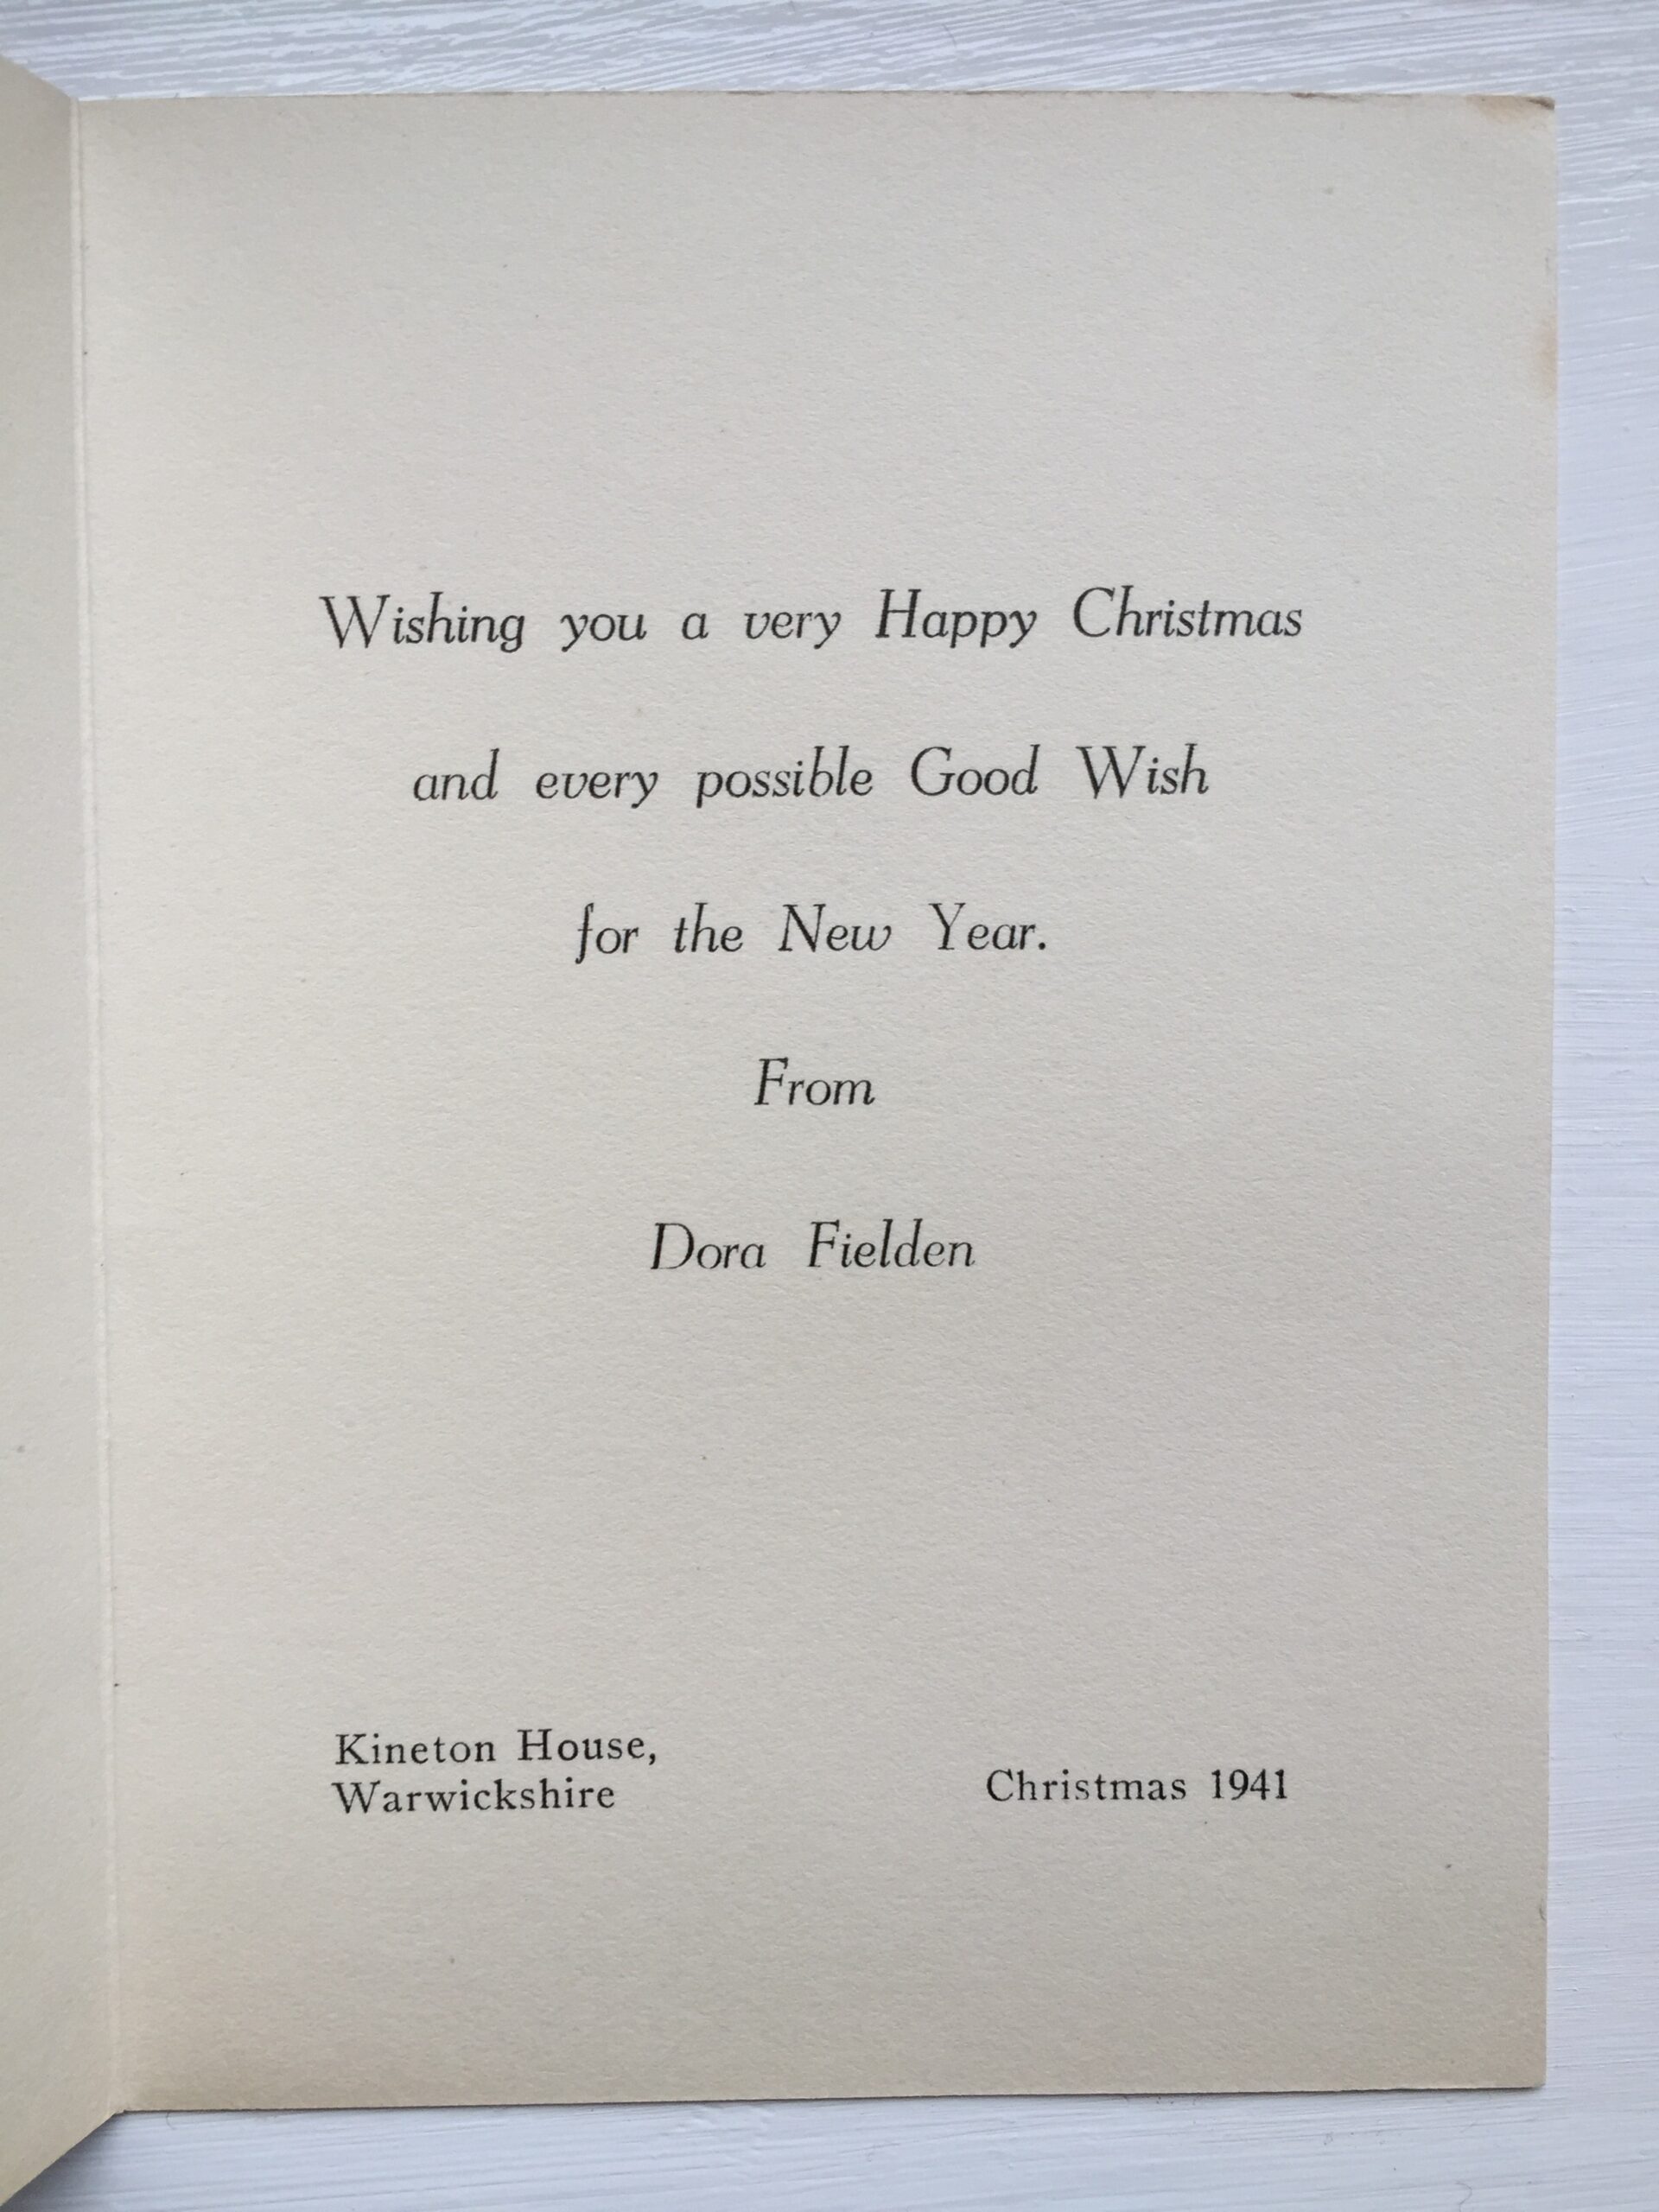 Wishing you a very Happy Christmas
and every possible Good Wish
for the New Year.
From
Dora Fielden
Kineton House,
Warwickshire
Christmas 1941